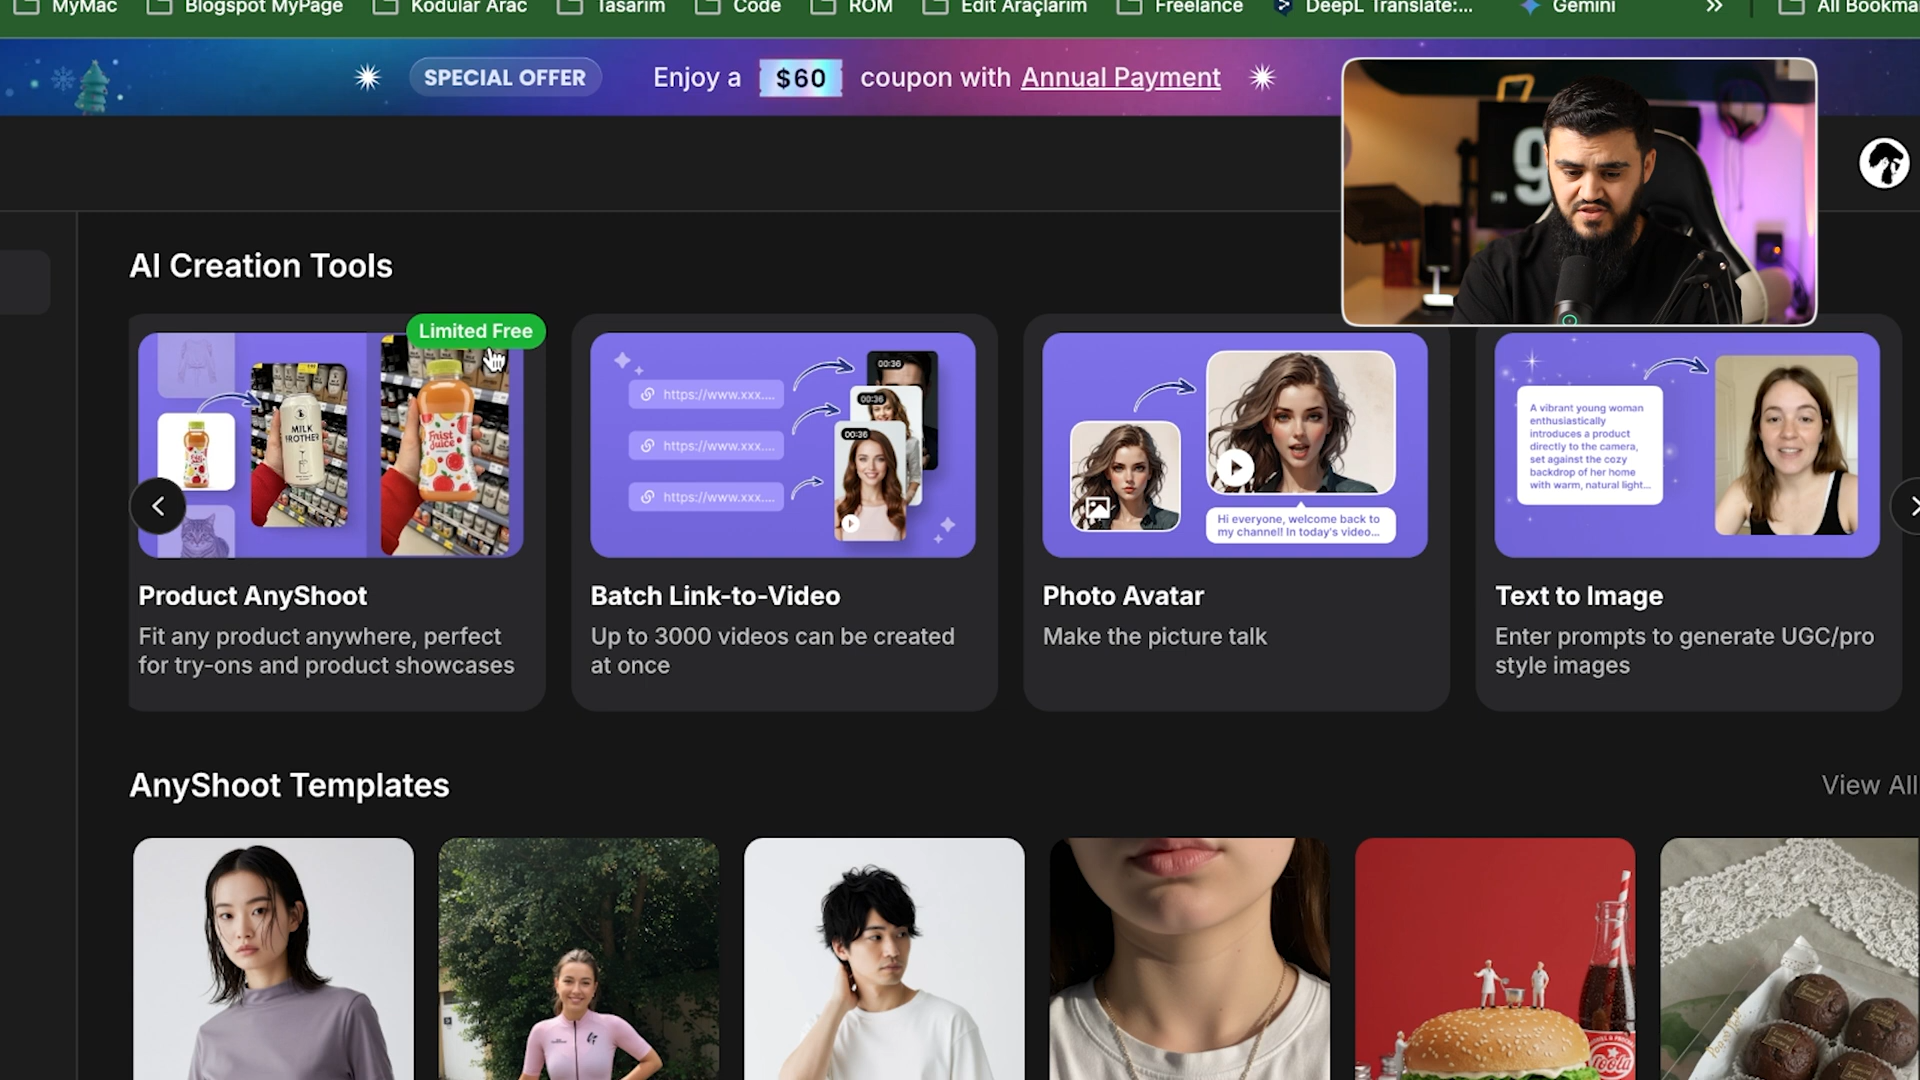 MyMac Blogspot MyPage Kodular Araç Tasarım Code ROM Edit Araçlarım Freelance DeepL Translate:... Gemini All Bookma
SPECIAL OFFER Enjoy a $60 coupon with Annual Payment
9
AI Creation Tools
Limited Free
MILK
BROTHER
juice
https://www.xxx....
https://www.xxx....
https://www.xxx....
00:36
00:36
00:36
Hi everyone, welcome back to
my channel! In today's video...
A vibrant young woman
enthusiastically
introduces a product
directly to the camera,
set against the cozy
backdrop of her home
with warm, natural light...
Product AnyShoot
Fit any product anywhere, perfect
for try-ons and product showcases
Batch Link-to-Video
Up to 3000 videos can be created
at once
Photo Avatar
Make the picture talk
Text to Image
Enter prompts to generate UGC/pro
style images
AnyShoot Templates
View All